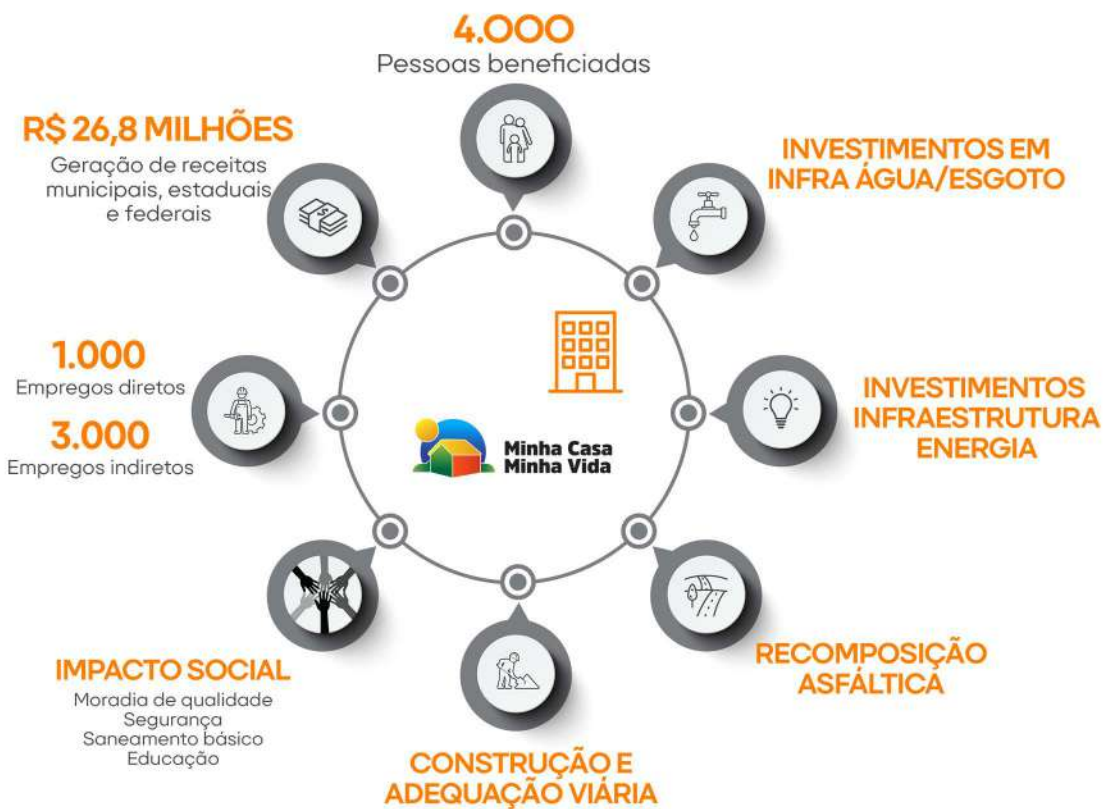 4.000
Pessoas beneficiadas
R$ 26,8 MILHÕES
Geração de receitas
municipais, estaduais
e federais
INVESTIMENTOS EM
INFRA ÁGUA/ESGOTO
1.000
Empregos diretos
3.000
Empregos indiretos
Minha Casa
Minha Vida
INVESTIMENTOS
INFRAESTRUTURA
ENERGIA
IMPACTO SOCIAL
Moradia de qualidade
Segurança
Saneamento básico
Educação
CONSTRUÇÃO E
ADEQUAÇÃO VIÁRIA
RECOMPOSIÇÃO
ASFÁLTICA